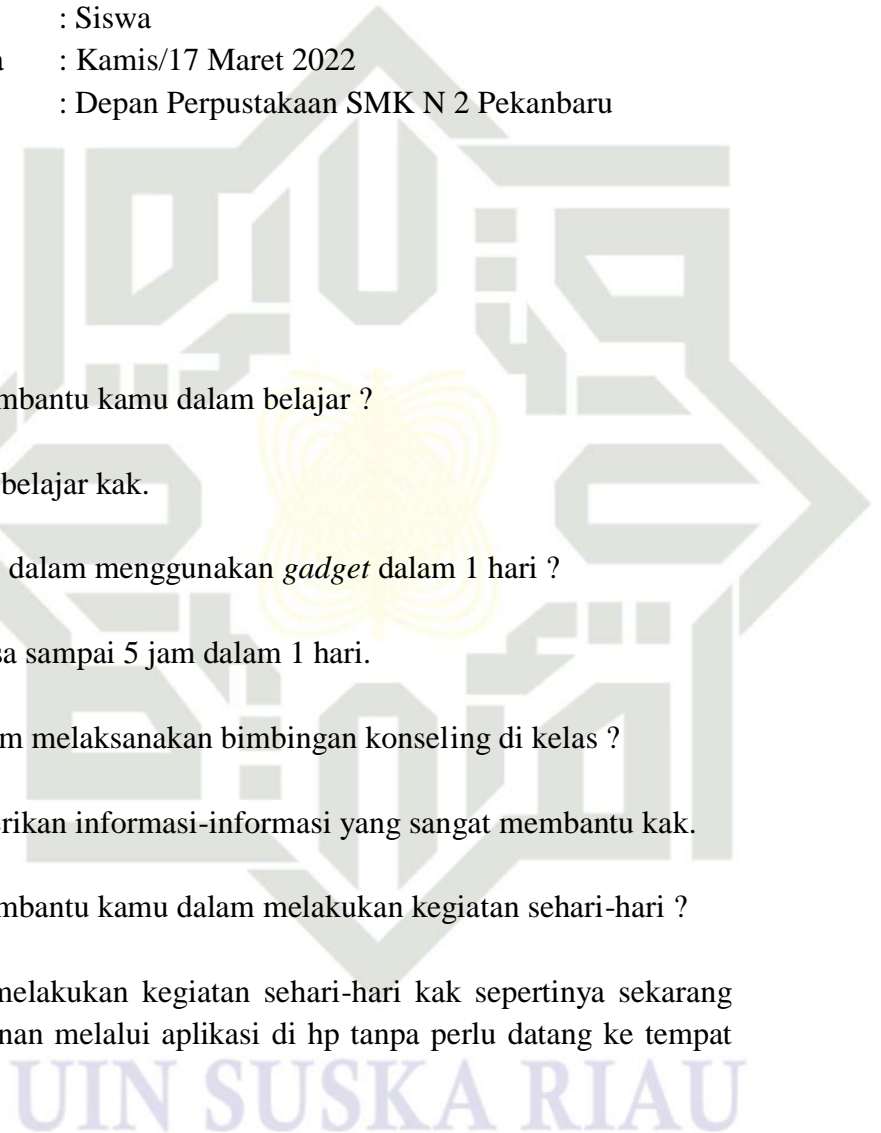 : Siswa
: Kamis/17 Maret 2022
: Depan Perpustakaan SMK N 2 Pekanbaru
mbantu kamu dalam belajar ?
belajar kak.
dalam menggunakan gadget dalam 1 hari ?
sa sampai 5 jam dalam 1 hari.
m melaksanakan bimbingan konseling di kelas ?
erikan informasi-informasi yang sangat membantu kak.
mbantu kamu dalam melakukan kegiatan sehari-hari ?
melakukan kegiatan sehari-hari kak sepertinya sekarang
nan melalui aplikasi di hp tanpa perlu datang ke tempat
UIN SUSKA RIAU